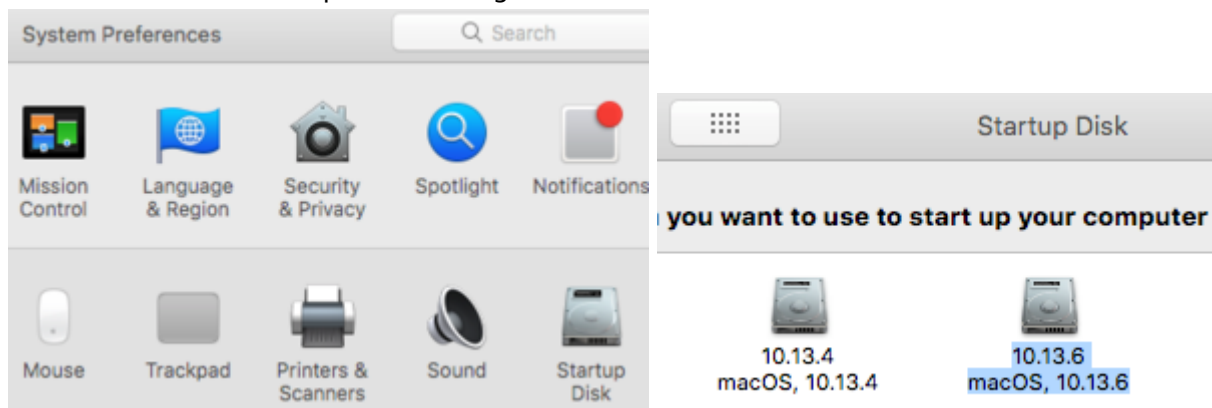 System Preferences
Search
Mission Control
Language & Region
Security & Privacy
Spotlight
Notifications
Mouse
Trackpad
Printers & Scanners
Sound
Startup Disk
Startup Disk
you want to use to start up your computer
10.13.4
macOS, 10.13.4
10.13.6
macOS, 10.13.6